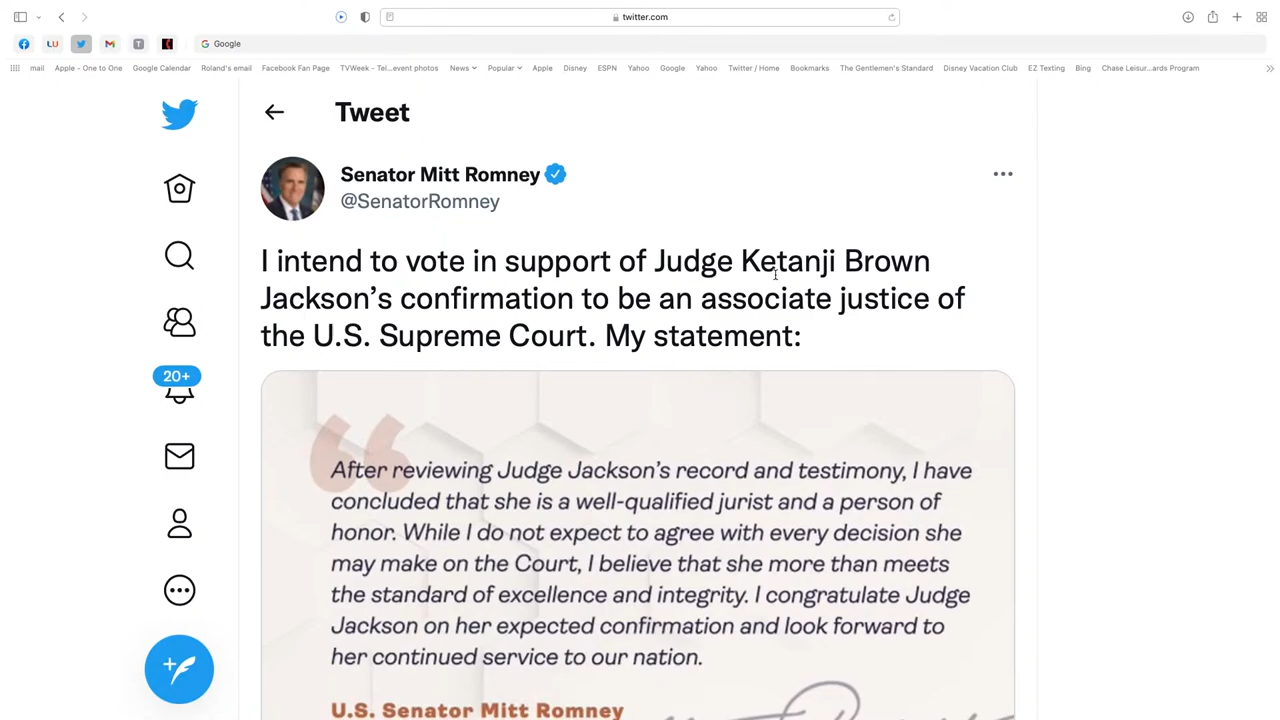 twitter.com
LU
T
G Google
mail Apple - One to One Google Calendar Roland's email Facebook Fan Page TVWeek - Tel...event photos News Popular Apple Disney ESPN Yahoo Google Yahoo Twitter / Home Bookmarks The Gentlemen's Standard Disney Vacation Club EZ Texting Bing Chase Leisur...ards Program
Tweet
Senator Mitt Romney
@SenatorRomney
I intend to vote in support of Judge Ketanji Brown
Jackson's confirmation to be an associate justice of
the U.S. Supreme Court. My statement:
20+
After reviewing Judge Jackson's record and testimony, I have
concluded that she is a well-qualified jurist and a person of
honor. While I do not expect to agree with every decision she
may make on the Court, I believe that she more than meets
the standard of excellence and integrity. I congratulate Judge
Jackson on her expected confirmation and look forward to
her continued service to our nation.
U.S. Senator Mitt Romney